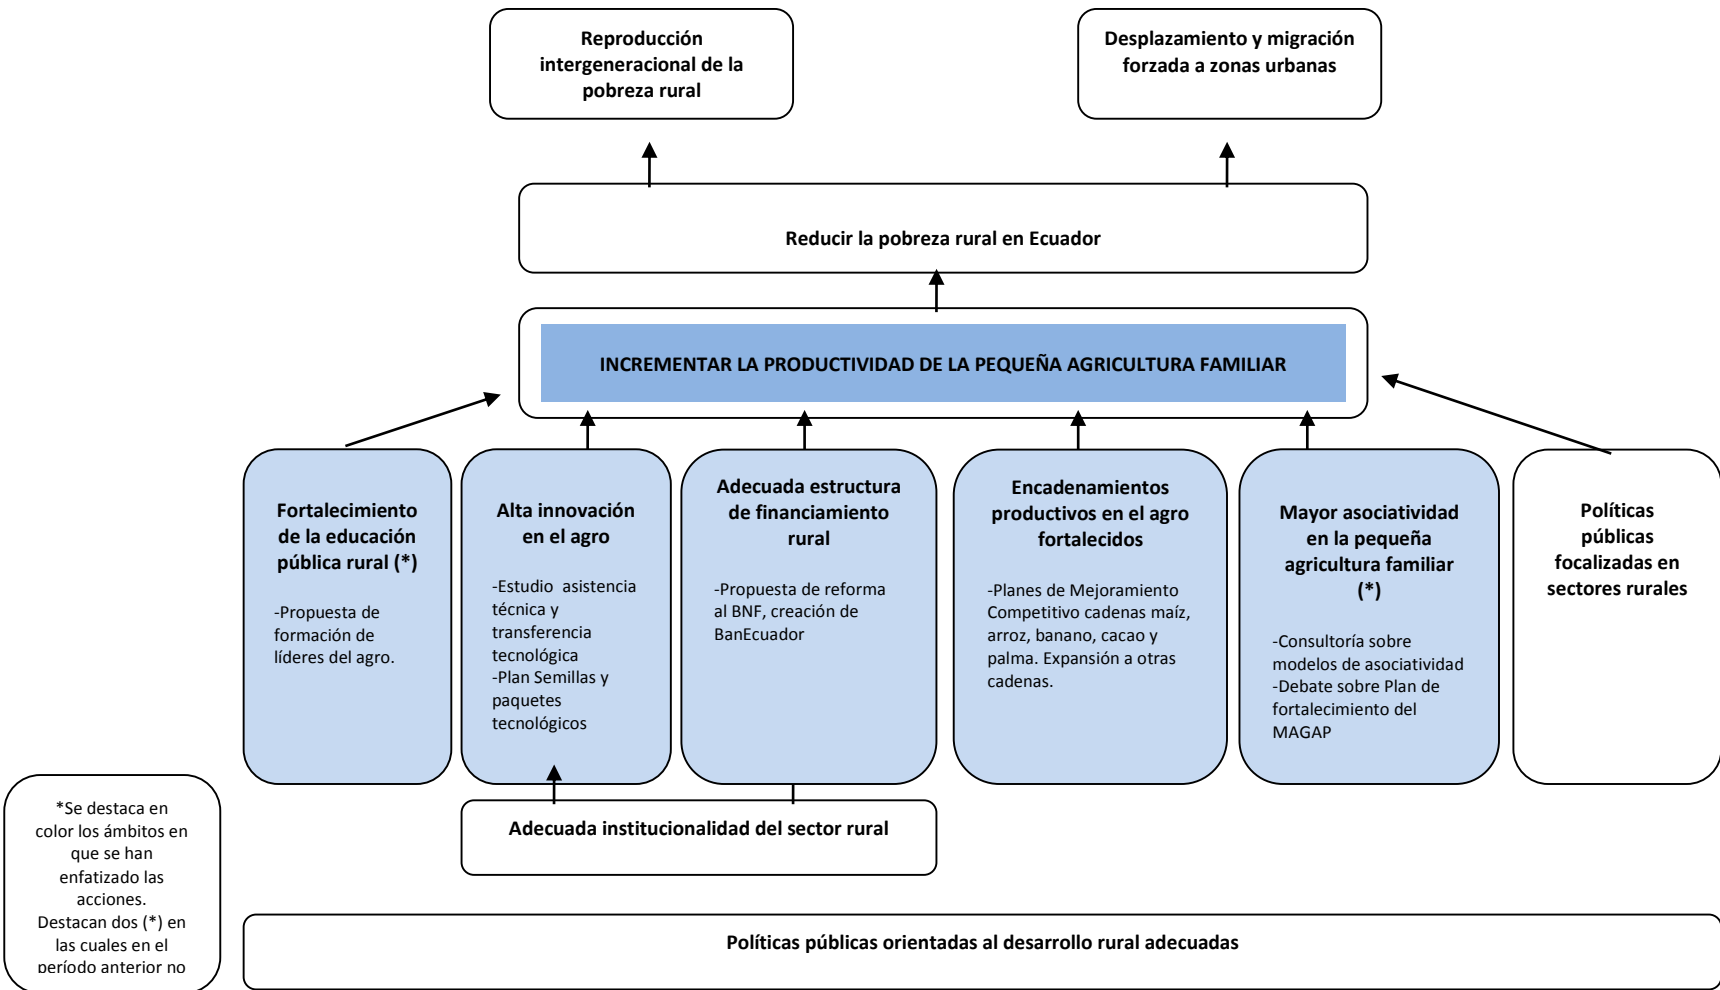 Reproducción
intergeneracional de la
pobreza rural
Desplazamiento y migración
forzada a zonas urbanas
Reducir la pobreza rural en Ecuador
INCREMENTAR LA PRODUCTIVIDAD DE LA PEQUEÑA AGRICULTURA FAMILIAR
Fortalecimiento
de la educación
pública rural (*)
-Propuesta de
formación de
líderes del agro.
Alta innovación
en el agro
-Estudio asistencia
técnica y
transferencia
tecnológica
-Plan Semillas y
paquetes
tecnológicos
Adecuada estructura
de financiamiento
rural
-Propuesta de reforma
al BNF, creación de
BanEcuador
Encadenamientos
productivos en el agro
fortalecidos
-Planes de Mejoramiento
Competitivo cadenas maíz,
arroz, banano, cacao y
palma. Expansión a otras
cadenas.
Mayor asociatividad
en la pequeña
agricultura familiar
(*)
-Consultoría sobre
modelos de asociatividad
-Debate sobre Plan de
fortalecimiento del
MAGAP
Políticas
públicas
focalizadas en
sectores rurales
Adecuada institucionalidad del sector rural
*Se destaca en
color los ámbitos en
que se han
enfatizado las
acciones.
Destacan dos (*) en
las cuales en el
período anterior no
Políticas públicas orientadas al desarrollo rural adecuadas